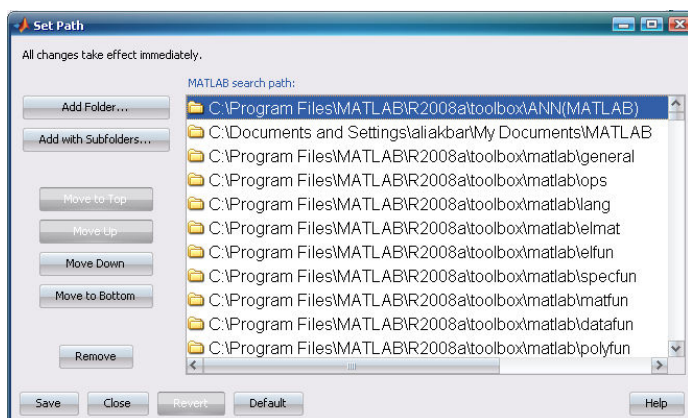 Set Path
All changes take effect immediately.
MATLAB search path:
Add Folder...
Add with Subfolders...
Move to Top
Move Up
Move Down
Move to Bottom
Remove
C:\Program Files\MATLAB\R2008a\toolbox\ANN(MATLAB)
C:\Documents and Settings\aliakbar\My Documents\MATLAB
C:\Program Files\MATLAB\R2008a\toolbox\matlab\general
C:\Program Files\MATLAB\R2008a\toolbox\matlab\ops
C:\Program Files\MATLAB\R2008a\toolbox\matlab\lang
C:\Program Files\MATLAB\R2008a\toolbox\matlab\elmat
C:\Program Files\MATLAB\R2008a\toolbox\matlab\elfun
C:\Program Files\MATLAB\R2008a\toolbox\matlab\specfun
C:\Program Files\MATLAB\R2008a\toolbox\matlab\matfun
C:\Program Files\MATLAB\R2008a\toolbox\matlab\datafun
C:\Program Files\MATLAB\R2008a\toolbox\matlab\polyfun
Save
Close
Revert
Default
Help